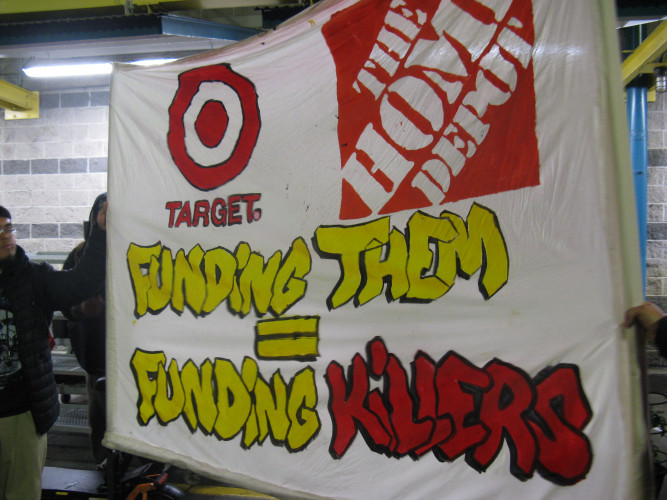 THE
HOME
DEPOT
TARGET.
FUNDiNG THEM
=
FUNDiNG KiLLERS